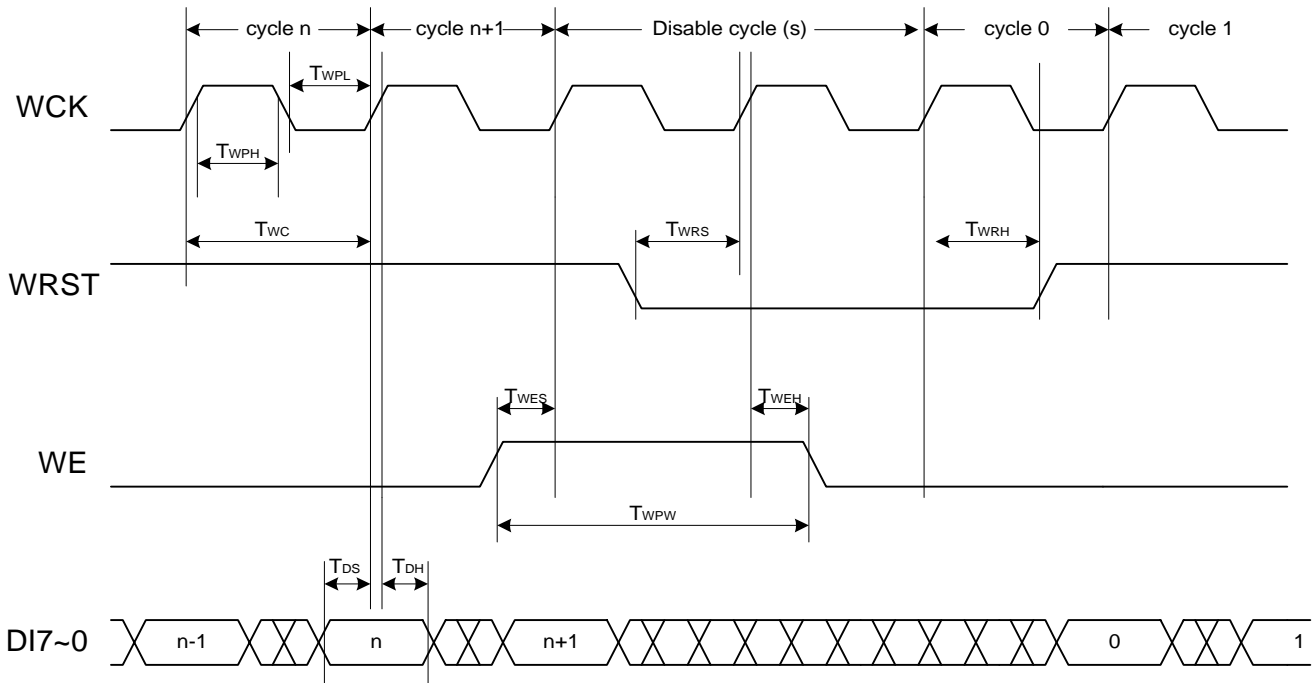 cycle n cycle n+1 Disable cycle (s) cycle 0 cycle 1
TWPL
WCK
TWPH
TWC TWRS TWRH
WRST
TWES TWEH
WE
TWPW
TDS TDH
DI7~0 n-1 n n+1 0 1